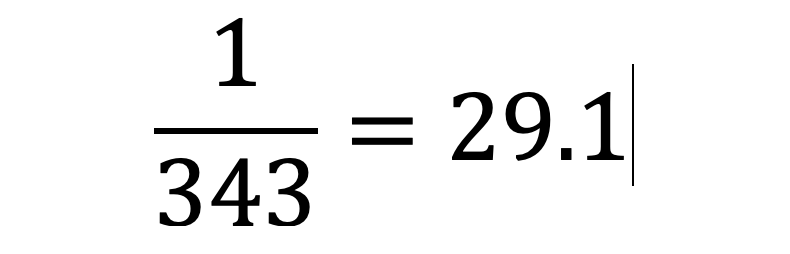 1
343 = 29.1